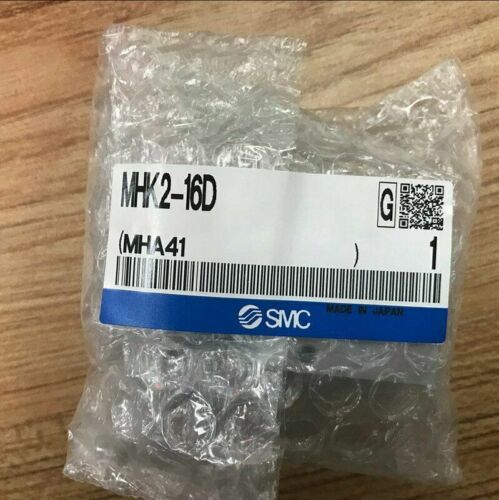 MHK2-16D
G
(MHA41 ) 1
SMC
MADE IN JAPAN